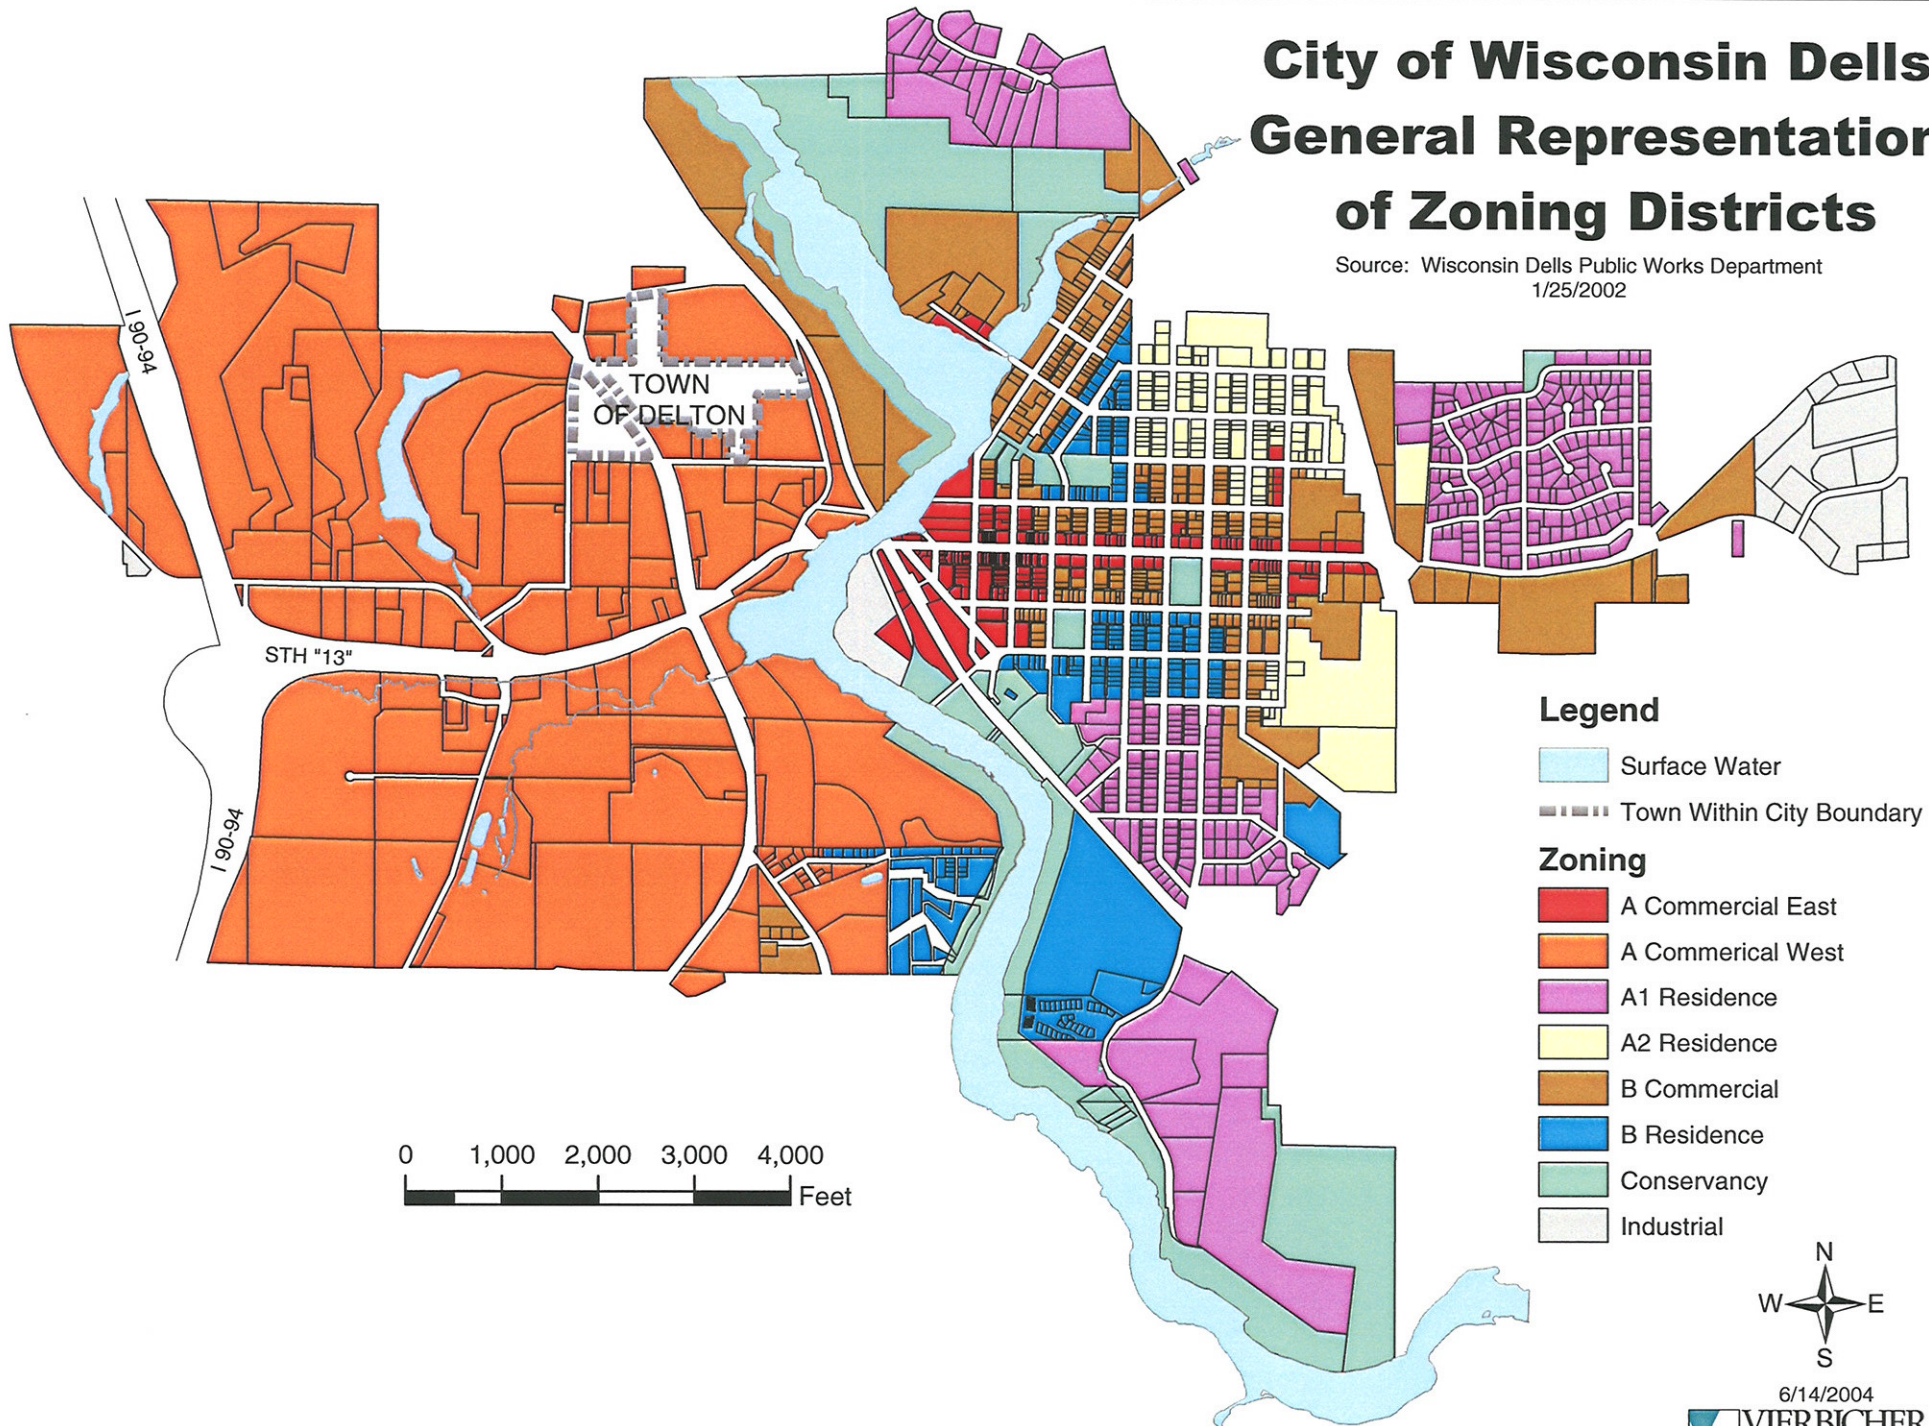 City of Wisconsin Dells
General Representation
of Zoning Districts
Source: Wisconsin Dells Public Works Department
1/25/2002
I 90-94
TOWN
OF DELTON
STH "13"
I 90-94
Legend
Surface Water
Town Within City Boundary
Zoning
A Commercial East
A Commerical West
A1 Residence
A2 Residence
B Commercial
B Residence
Conservancy
Industrial
0 1,000 2,000 3,000 4,000
Feet
N
W E
S
6/14/2004
VIERBICHER